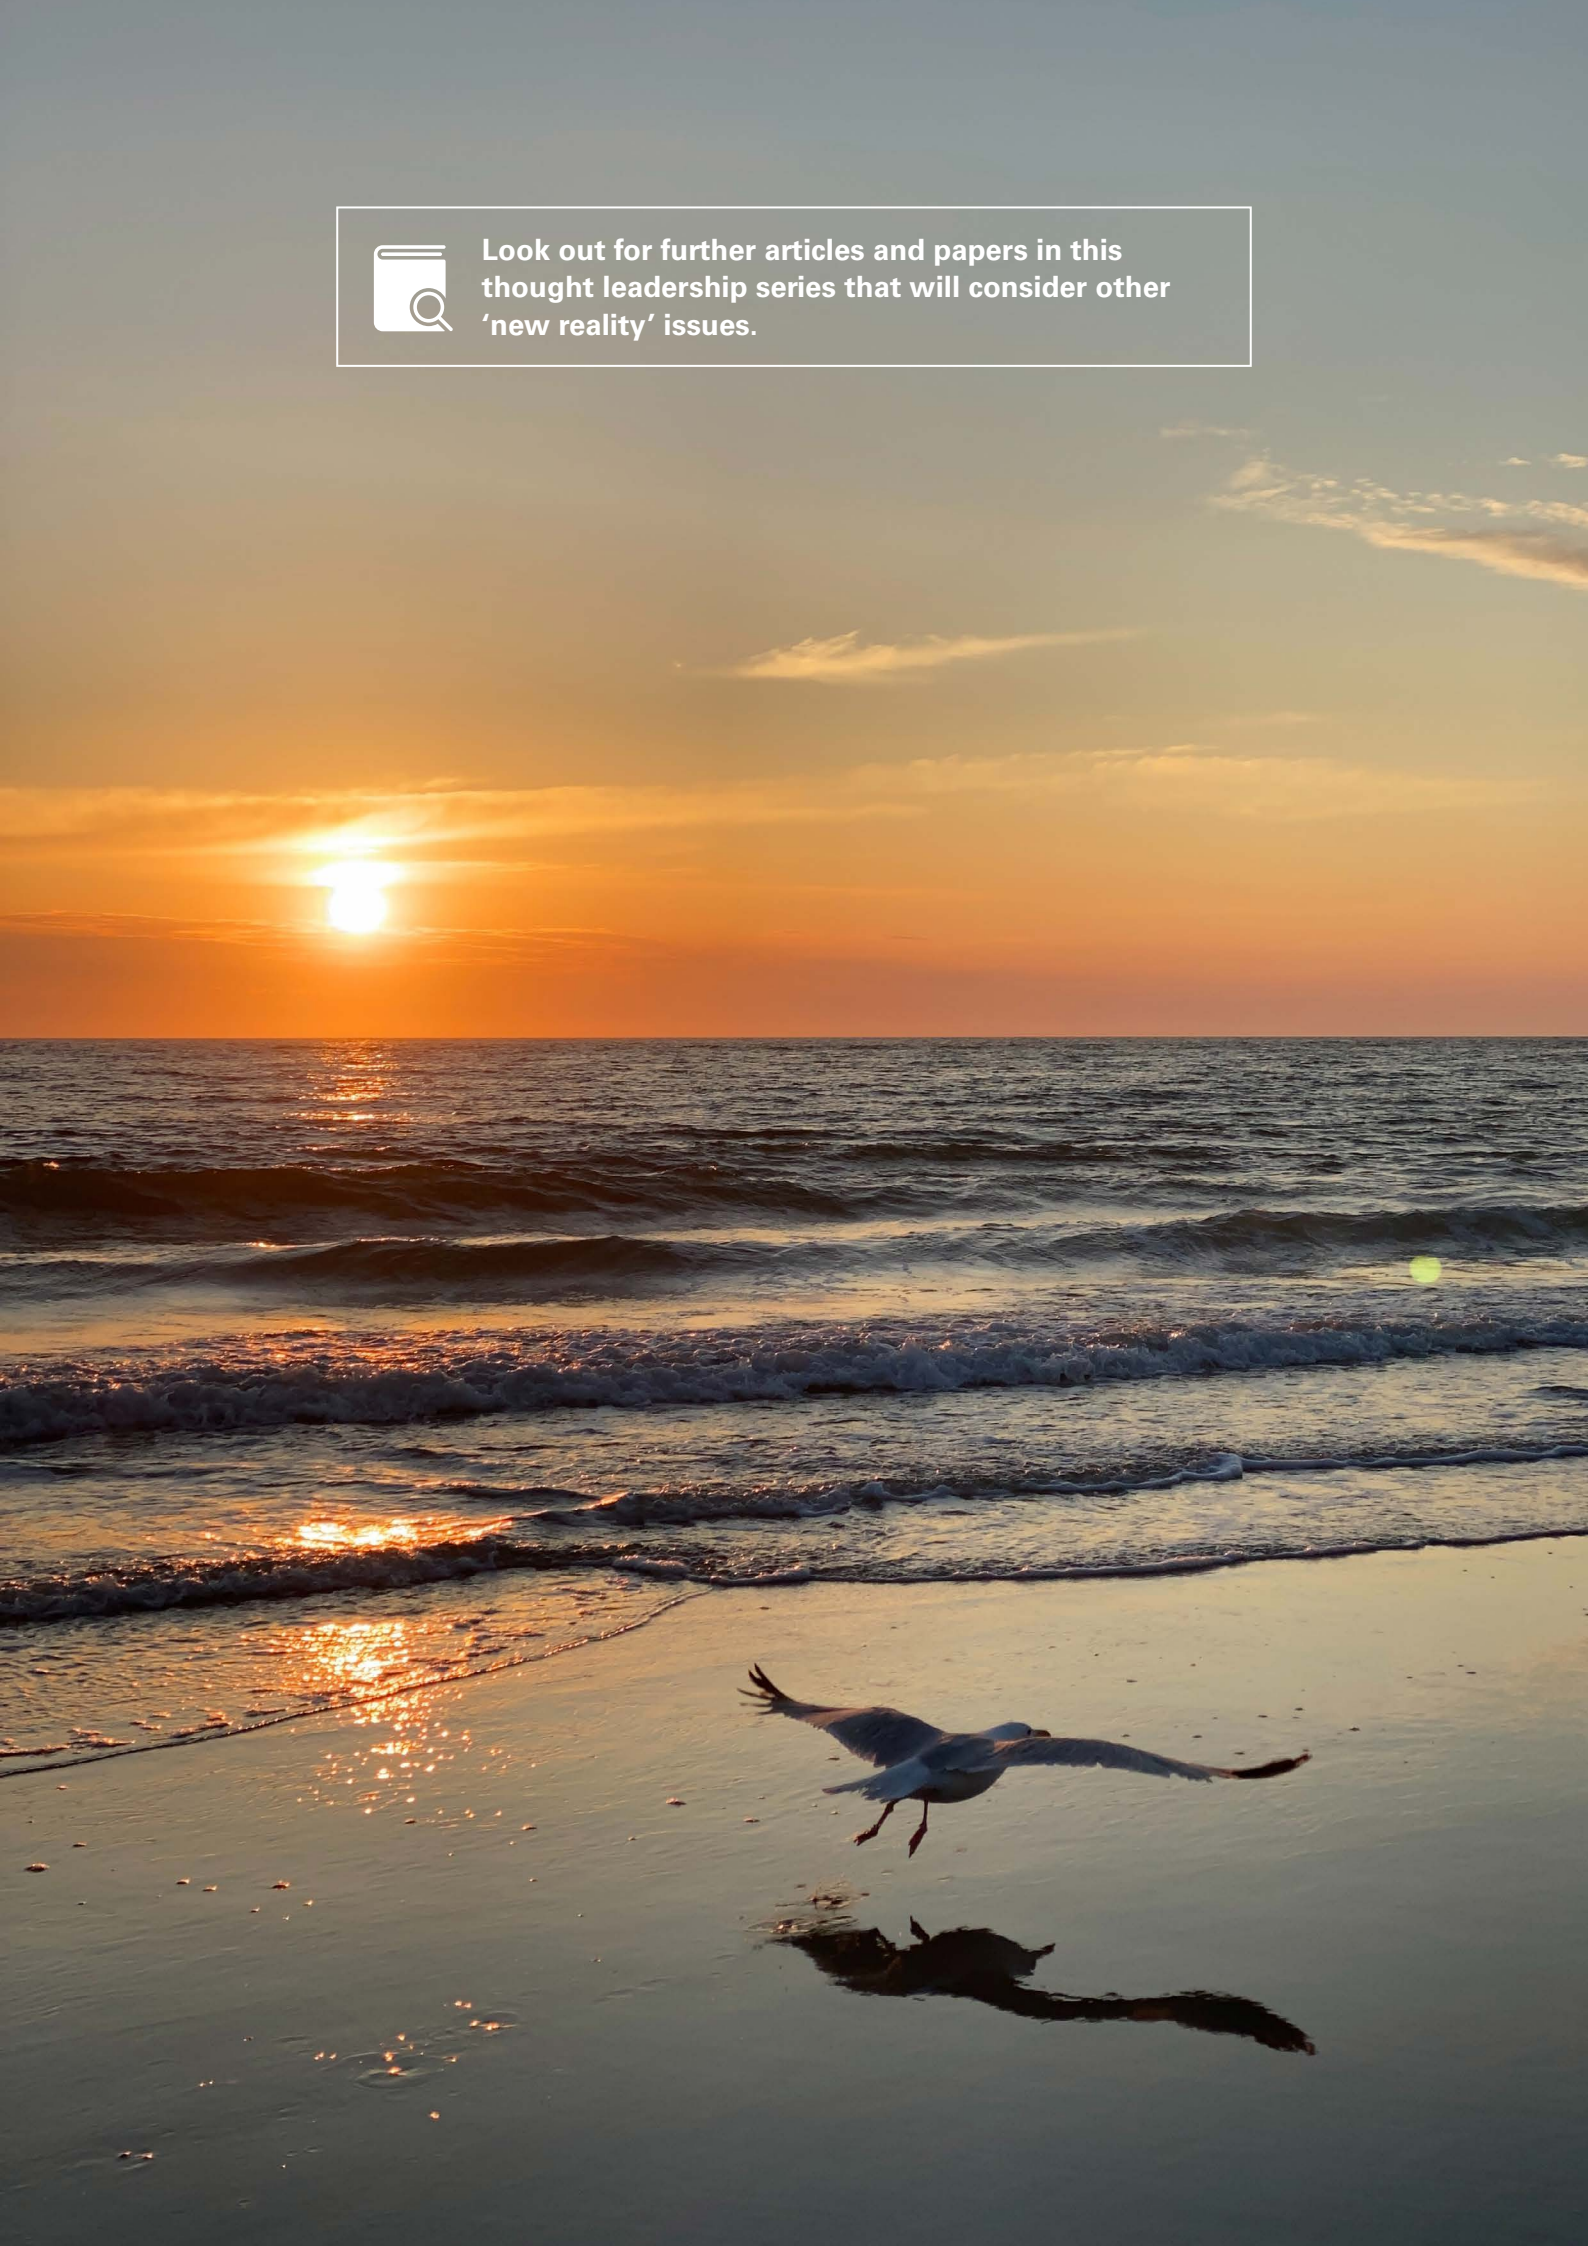 Look out for further articles and papers in this
thought leadership series that will consider other
‘new reality’ issues.